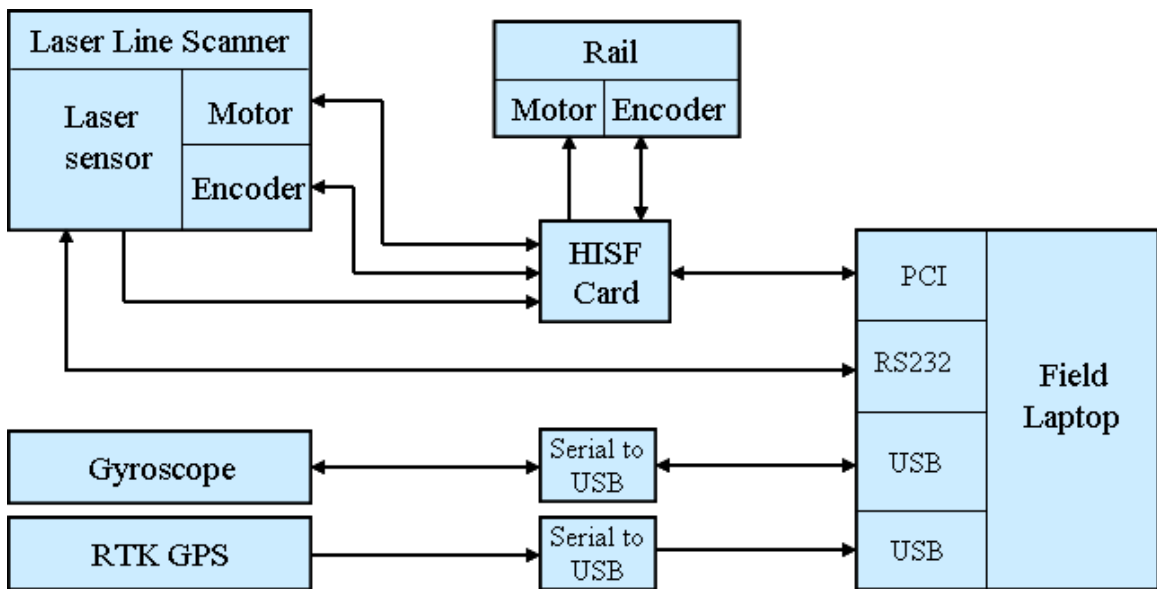 Laser Line Scanner
Laser
sensor
Motor
Encoder
Rail
Motor
Encoder
HISF
Card
PCI
RS232
USB
USB
Field
Laptop
Gyroscope
Serial to
USB
RTK GPS
Serial to
USB